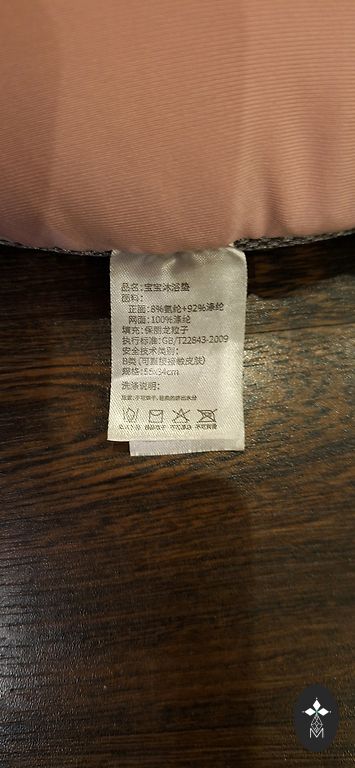 品名:宝宝沐浴垫
面料:
正面:8%氨纶+92%涤纶
网面:100%涤纶
填充:保丽龙粒子
执行标准:GB/T22843-2009
安全技术类别:
B类(可直接接触皮肤)
规格:55x34cm
洗涤说明:
M